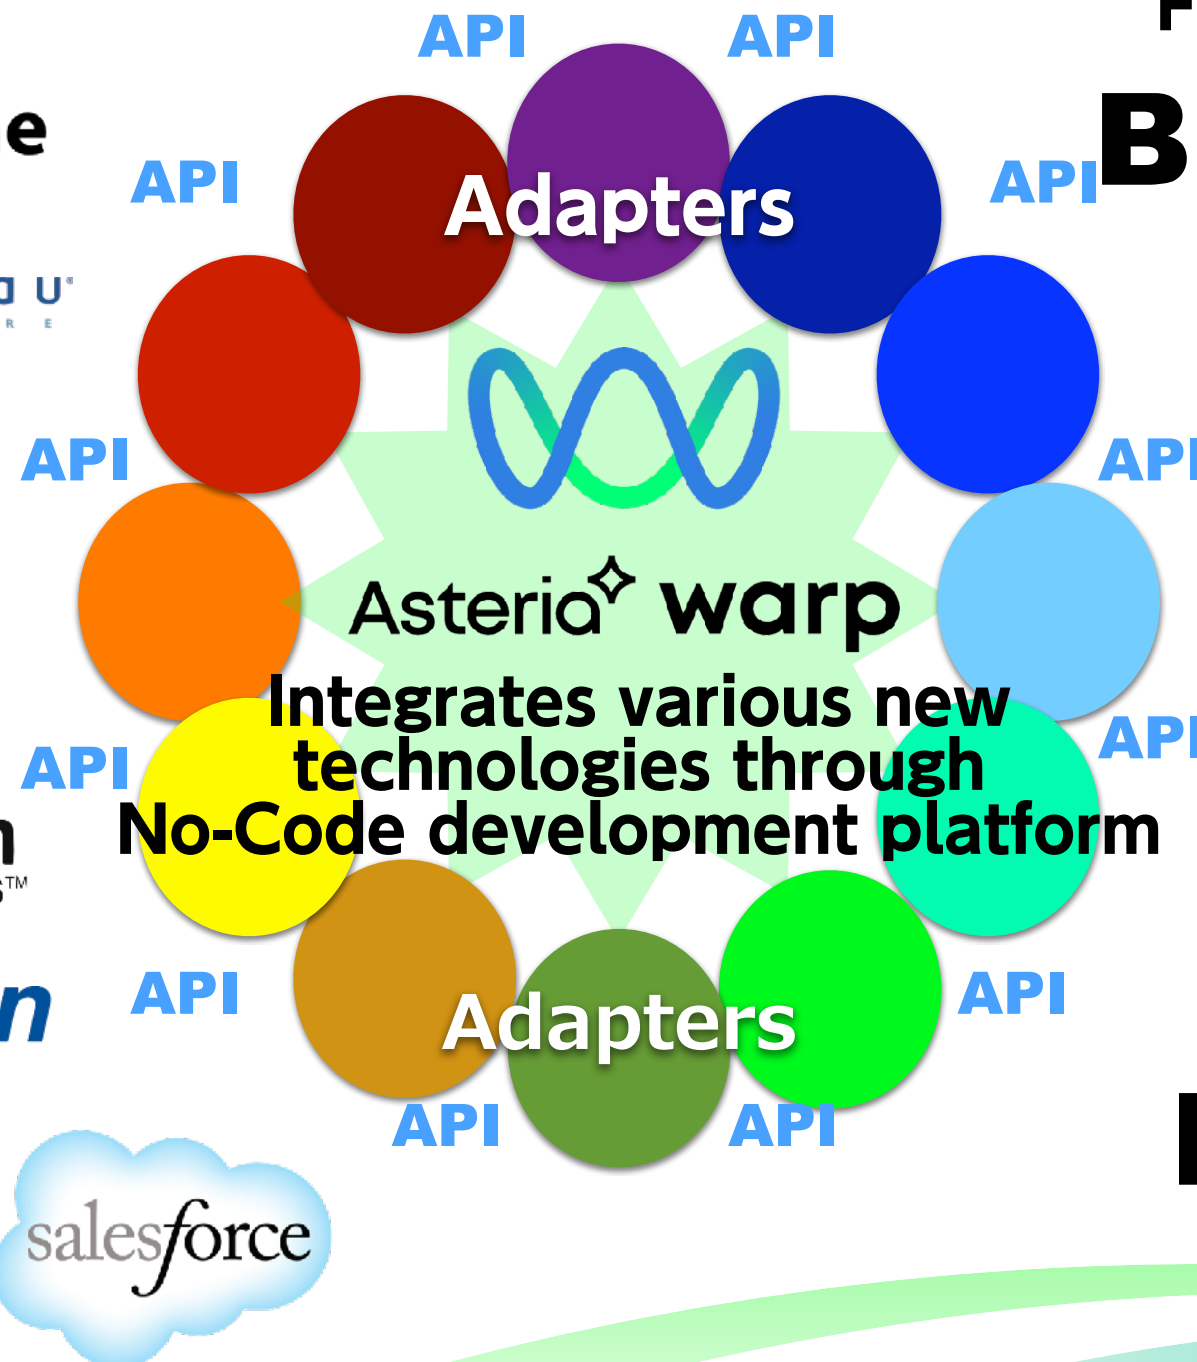 API API
B
e
API API
Adapters
a u®
R E
API API
Asteria warp
Integrates various new
technologies through
API API
No-Code development platform
n
s™
API n API
Adapters
API API
salesforce